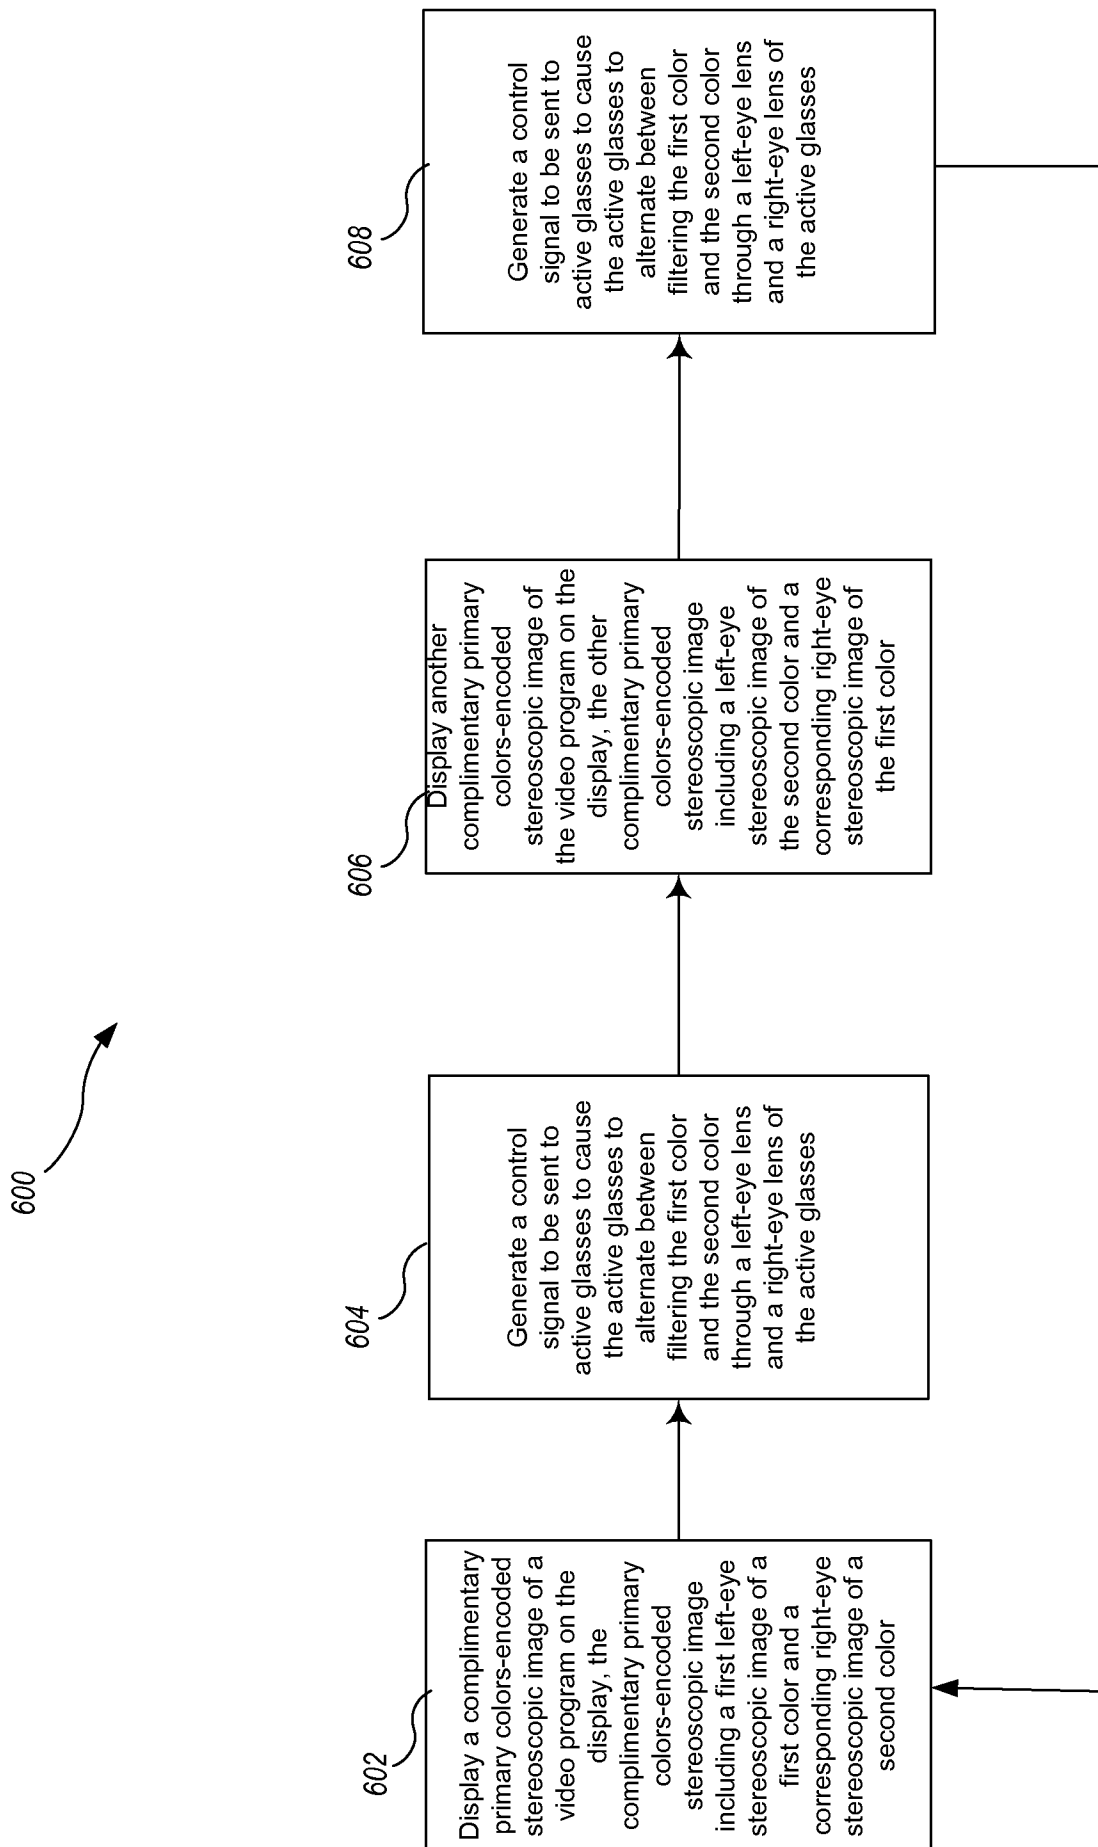 600
602
Display a complimentary
primary colors-encoded
stereoscopic image of a
video program on the
display, the
complimentary primary
colors-encoded
stereoscopic image
including a first left-eye
stereoscopic image of a
first color and a
corresponding right-eye
stereoscopic image of a
second color
604
Generate a control
signal to be sent to
active glasses to cause
the active glasses to
alternate between
filtering the first color
and the second color
through a left-eye lens
and a right-eye lens of
the active glasses
606
Display another
complimentary primary
colors-encoded
stereoscopic image of
the video program on the
display, the other
complimentary primary
colors-encoded
stereoscopic image
including a left-eye
stereoscopic image of
the second color and a
corresponding right-eye
stereoscopic image of
the first color
608
Generate a control
signal to be sent to
active glasses to cause
the active glasses to
alternate between
filtering the first color
and the second color
through a left-eye lens
and a right-eye lens of
the active glasses